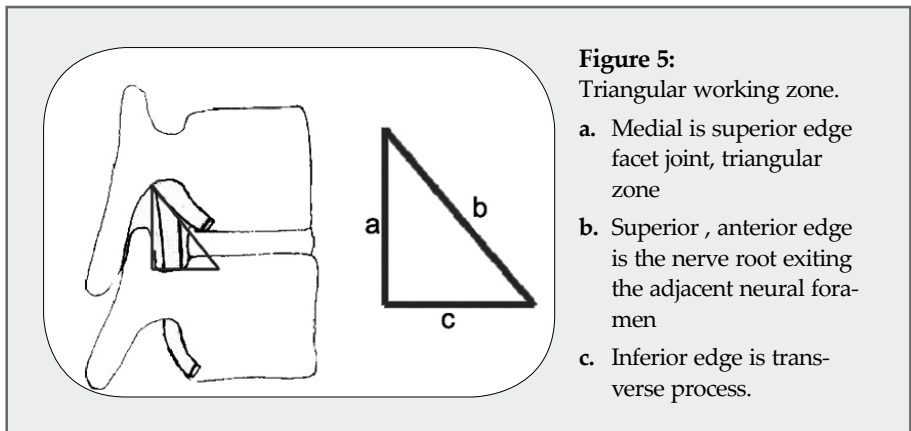 a
b
c
Figure 5:
Triangular working zone.
a. Medial is superior edge
facet joint, triangular
zone
b. Superior , anterior edge
is the nerve root exiting
the adjacent neural fora-
men
c. Inferior edge is trans-
verse process.